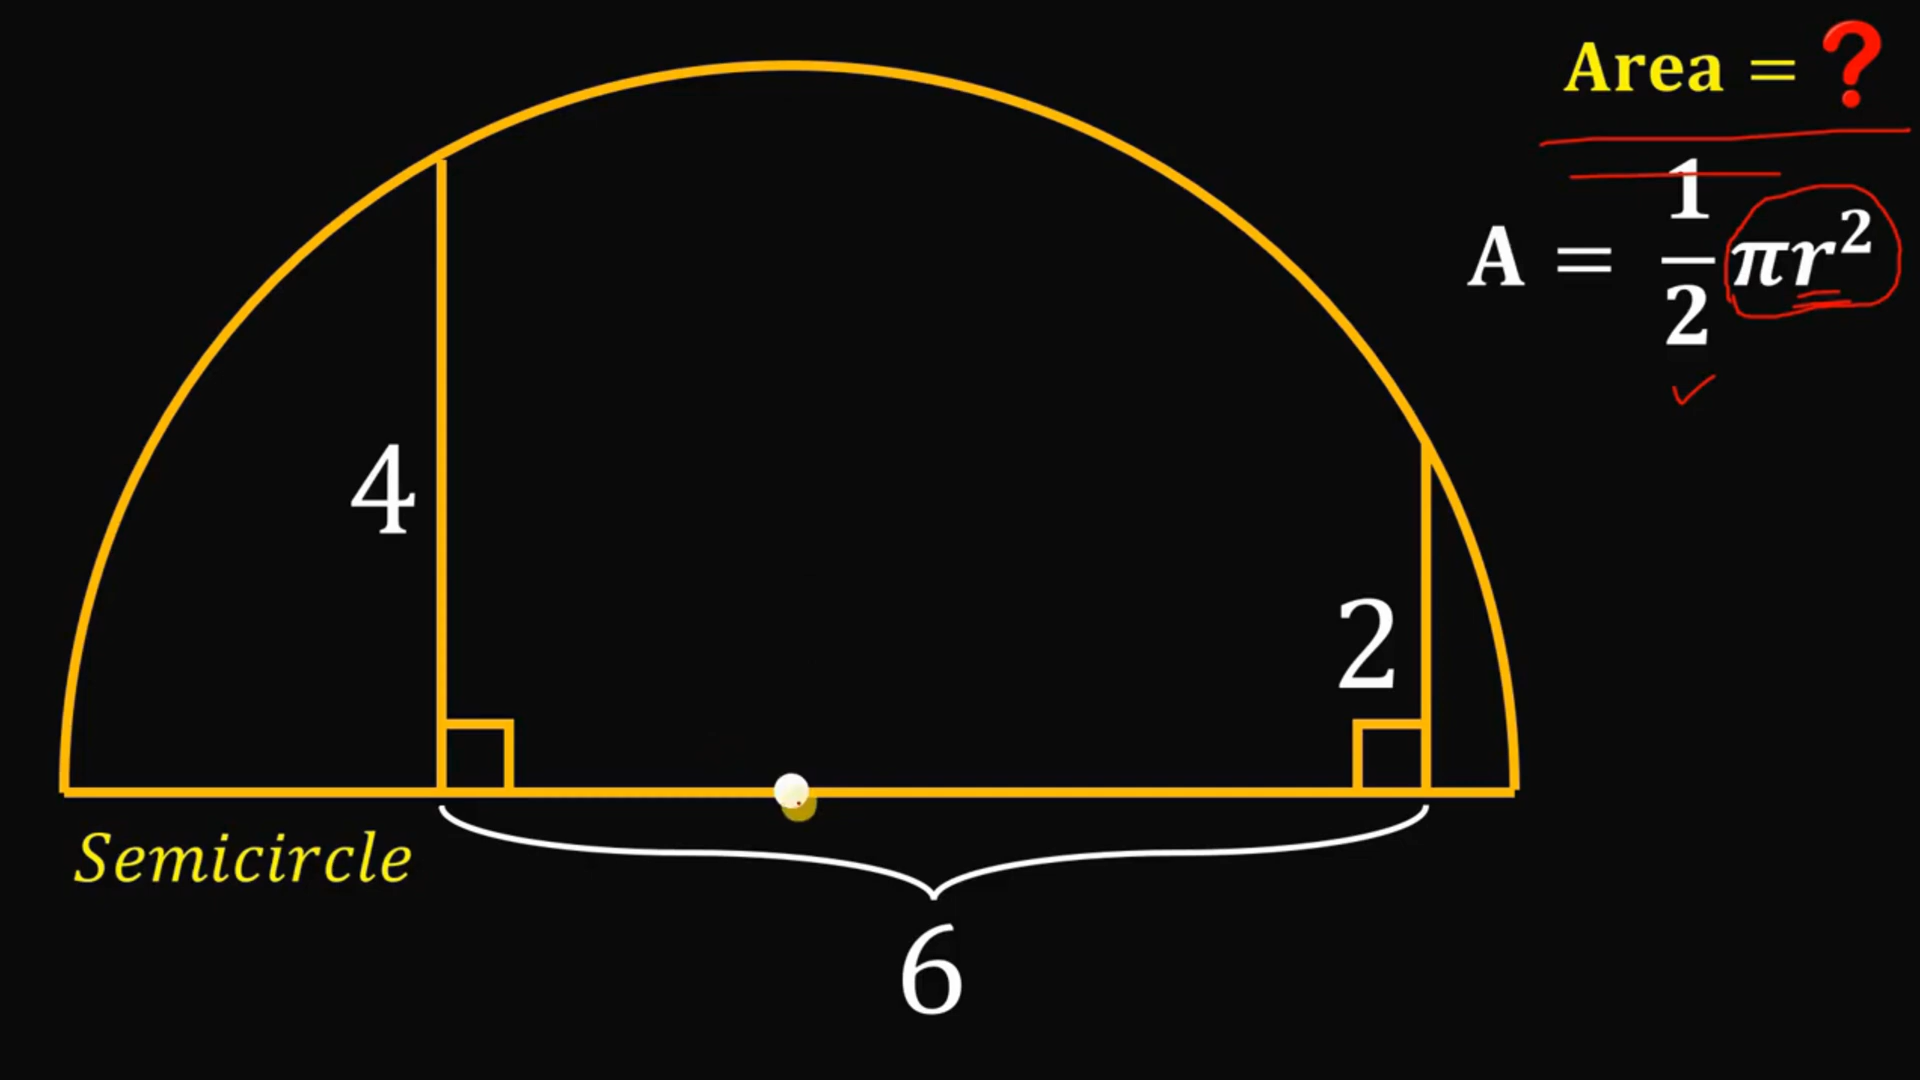 Area = ❓
A = 1/2 πr²
4
2
Semicircle
6